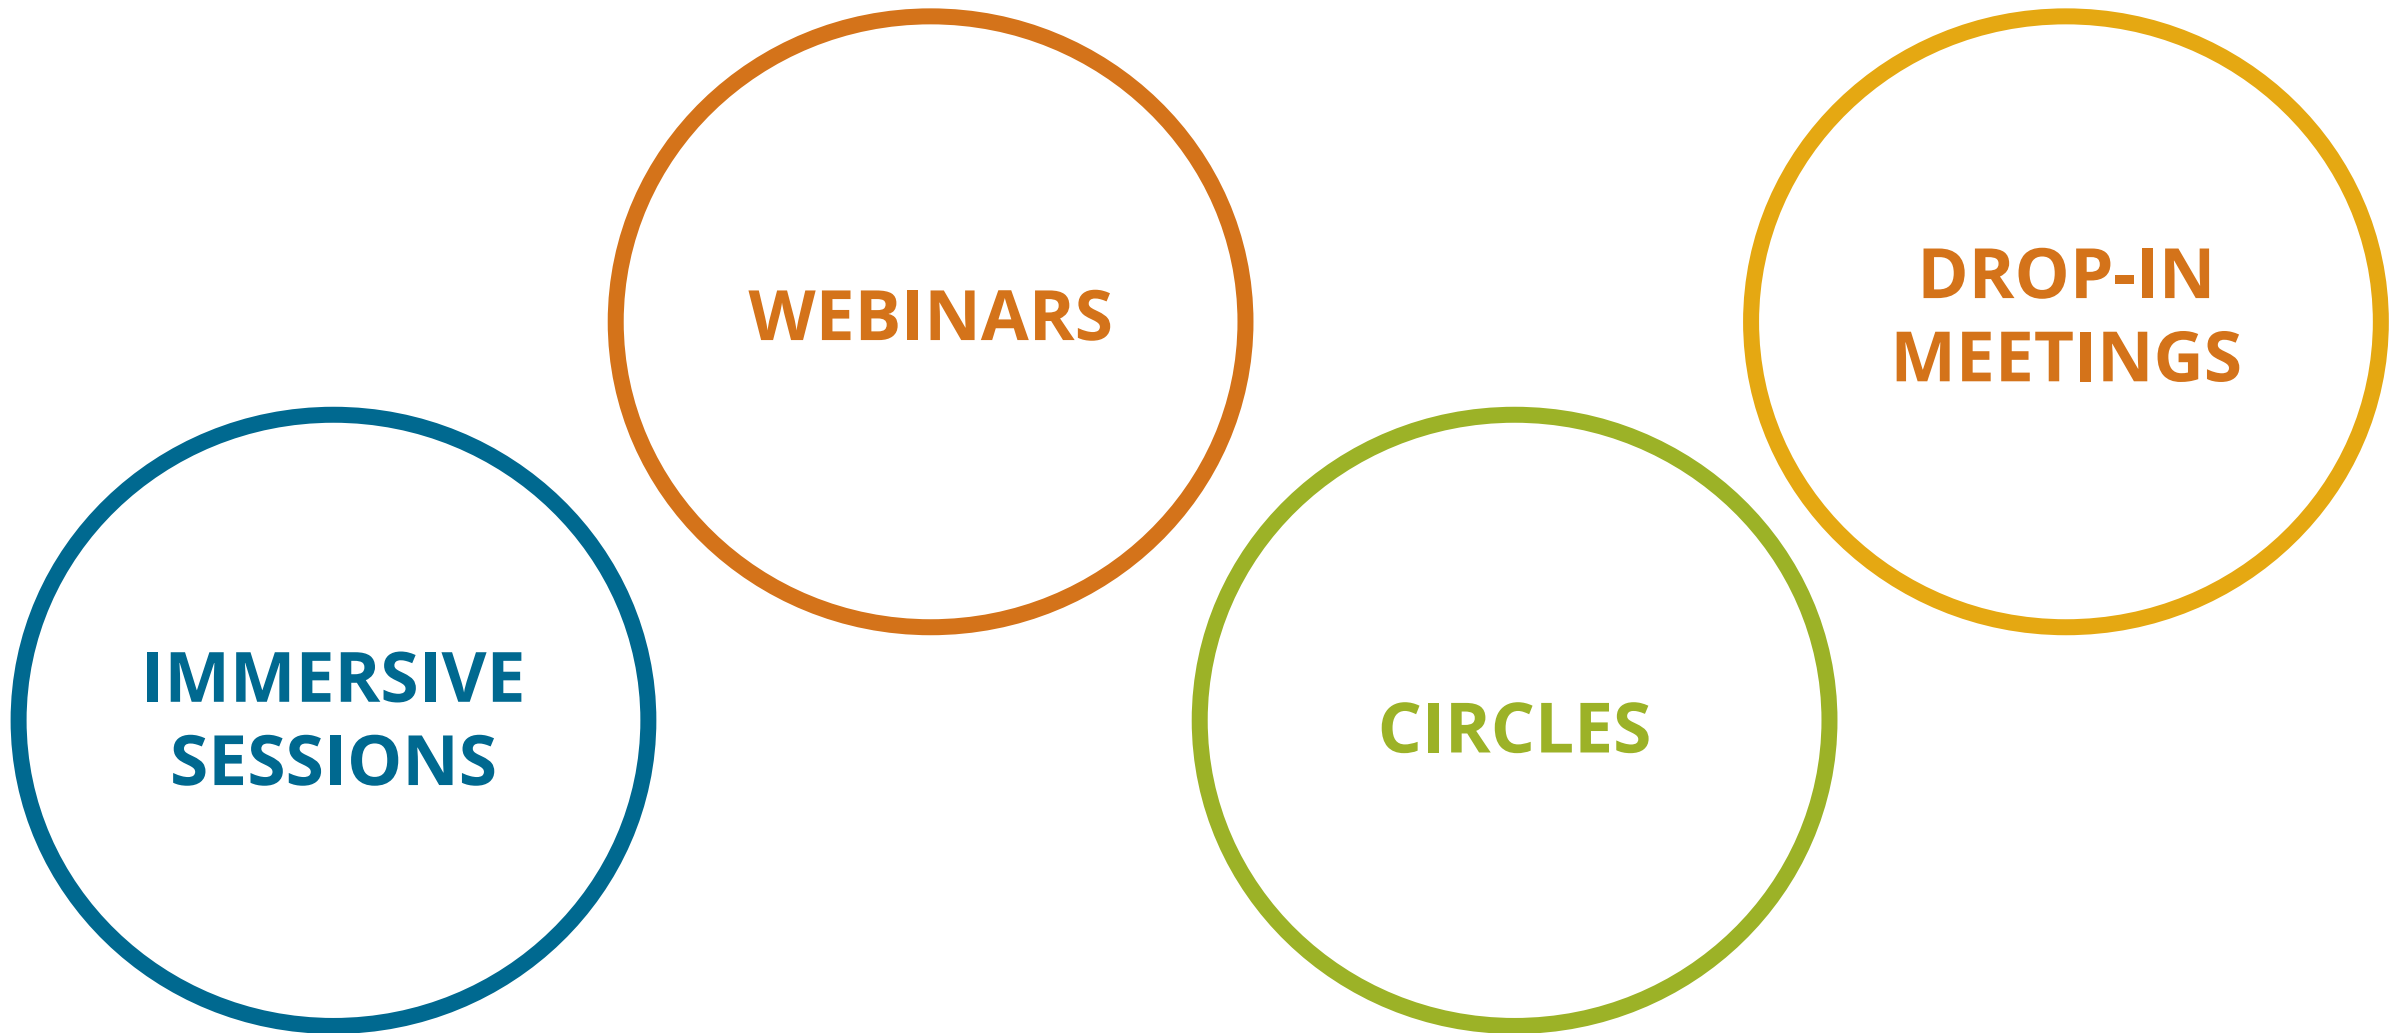 IMMERSIVE
SESSIONS
WEBINARS
CIRCLES
DROP-IN
MEETINGS